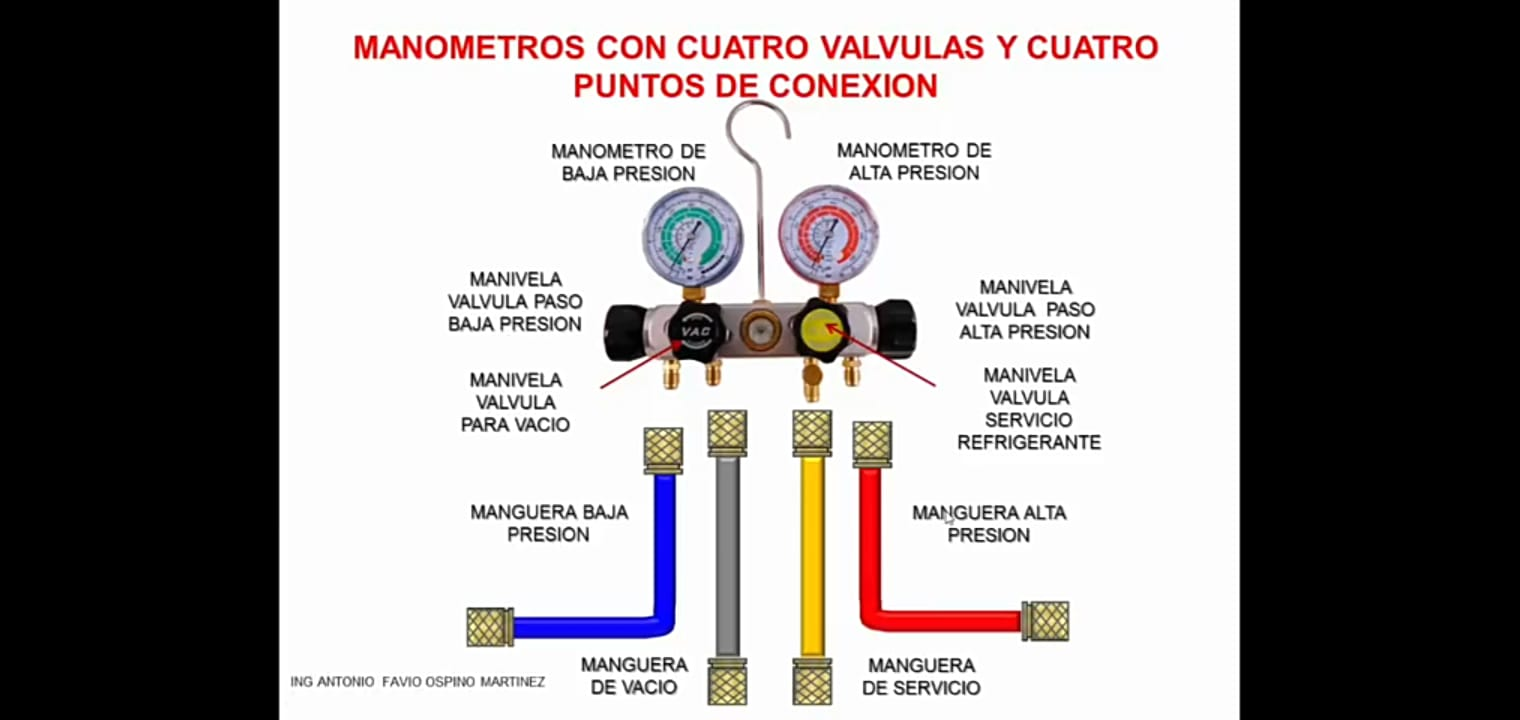 MANOMETROS CON CUATRO VALVULAS Y CUATRO
PUNTOS DE CONEXION
MANOMETRO DE
BAJA PRESION
MANOMETRO DE
ALTA PRESION
MANIVELA
VALVULA PASO
BAJA PRESION
MANIVELA
VALVULA PASO
ALTA PRESION
VAC
MANIVELA
VALVULA
PARA VACIO
MANIVELA
VALVULA
SERVICIO
REFRIGERANTE
MANGUERA BAJA
PRESION
MANGUERA ALTA
PRESION
MANGUERA
DE VACIO
MANGUERA
DE SERVICIO
ING ANTONIO FAVIO OSPINO MARTINEZ